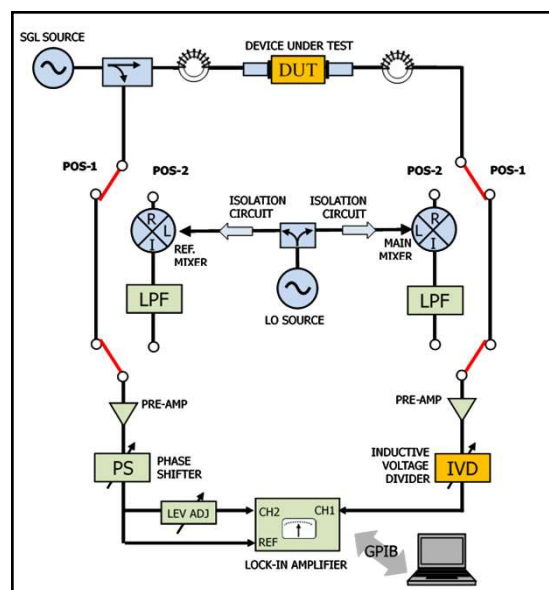 SGL SOURCE
DEVICE UNDER TEST
DUT
POS-1
POS-2
POS-2
POS-1
ISOLATION
CIRCUIT
ISOLATION
CIRCUIT
R
L
I
REF.
MIXER
MAIN
MIXER
R
L
I
LPF
LO SOURCE
LPF
PRE-AMP
PRE-AMP
PS
PHASE
SHIFTER
INDUCTIVE
VOLTAGE
DIVIDER
IVD
LEV ADJ
CH2
CH1
REF
GPIB
LOCK-IN AMPLIFIER